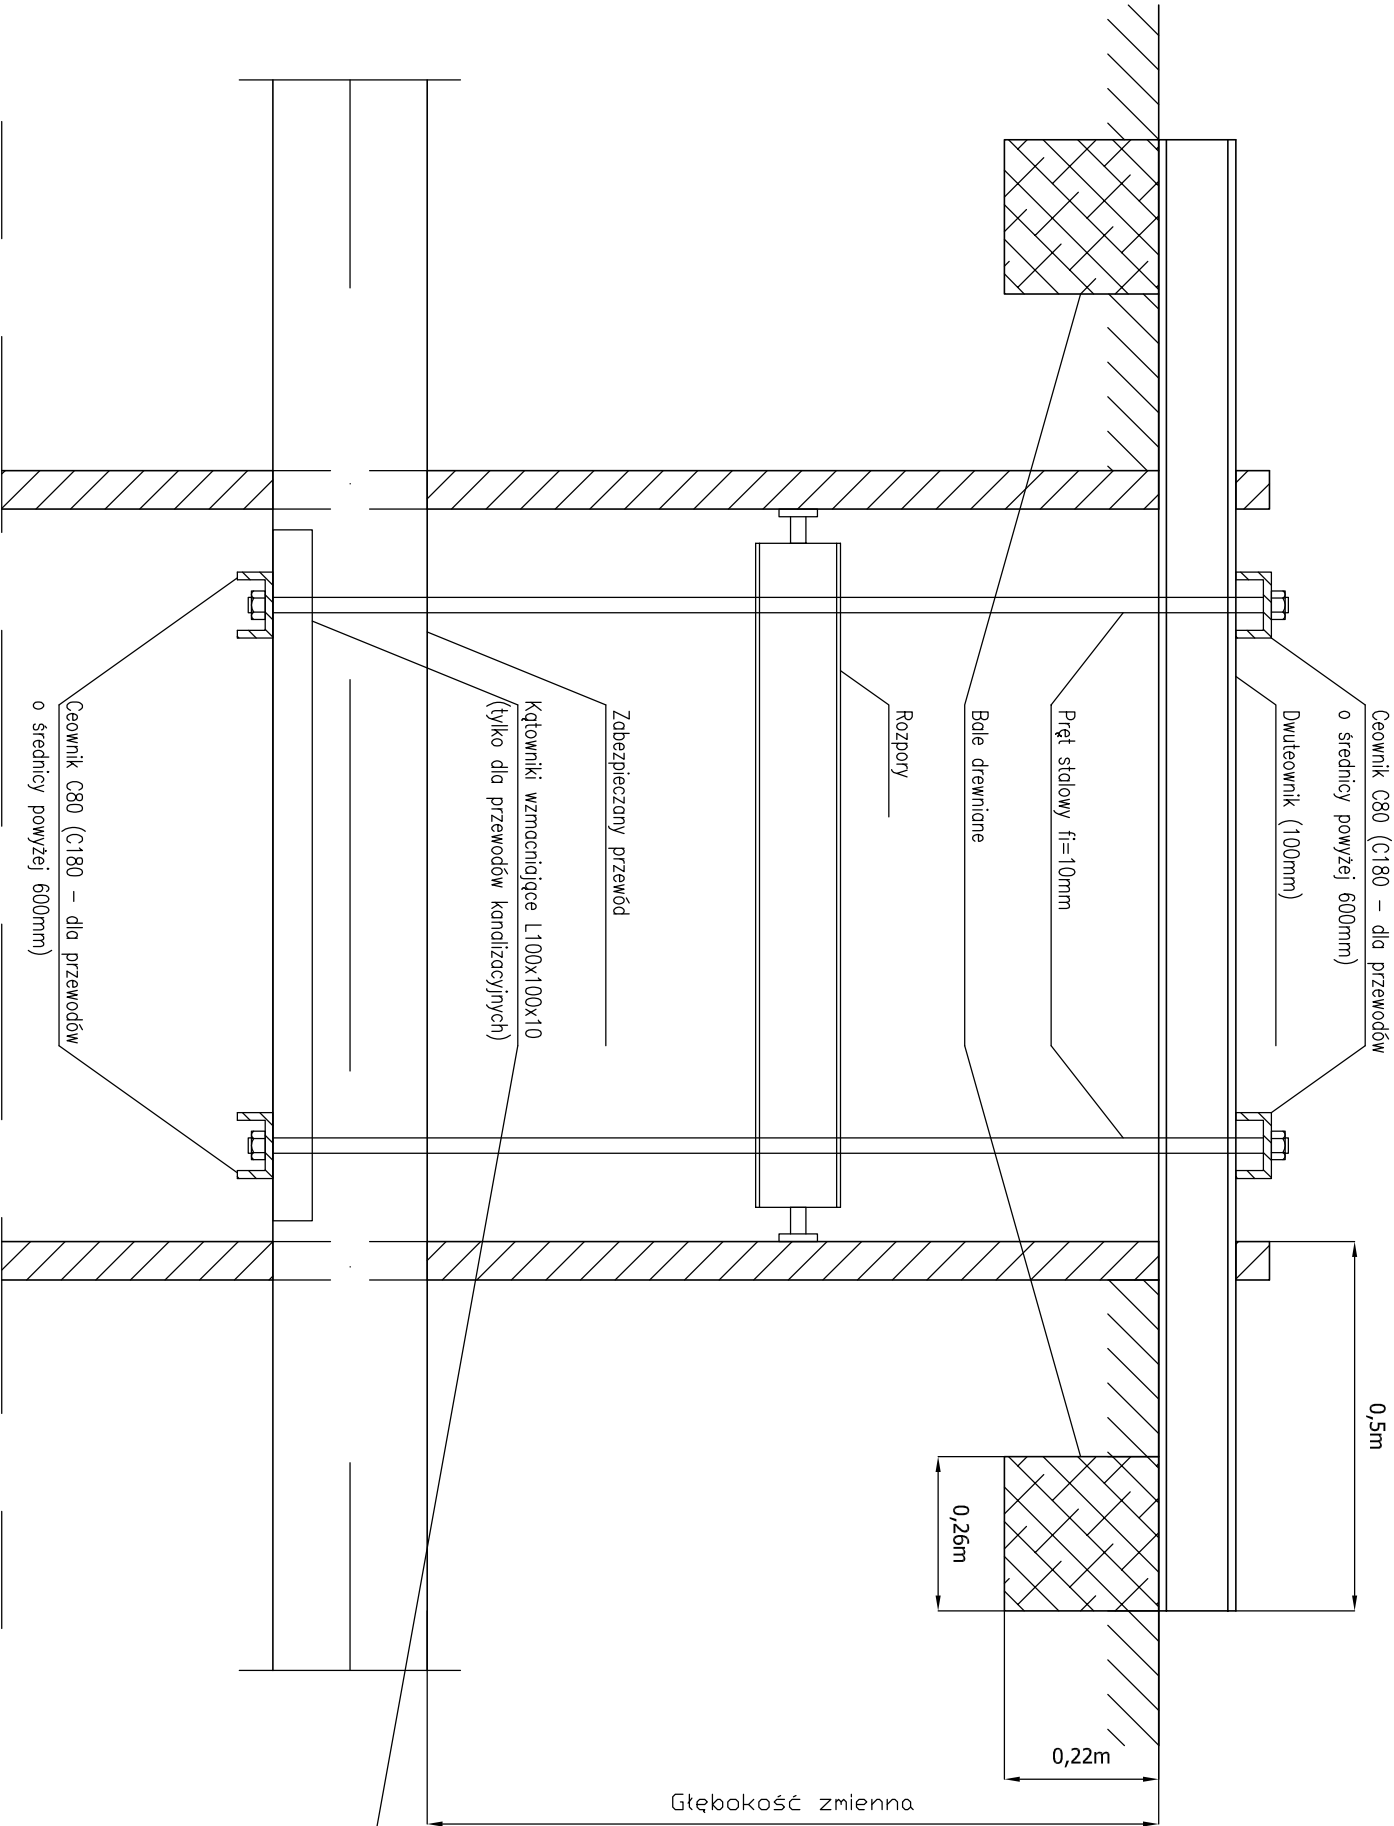 Ceownik C80 (C180 – dla przewodów
o średnicy powyżej 600mm)
Dwuteownik (100mm)
Pręt stalowy fi=10mm
Bale drewniane
Rozpory
Zabezpieczany przewód
Kątowniki wzmacniające L100x100x10
(tylko dla przewodów kanalizacyjnych)
Ceownik C80 (C180 – dla przewodów
o średnicy powyżej 600mm)
0,5m
0,26m
0,22m
Głębokość zmienna